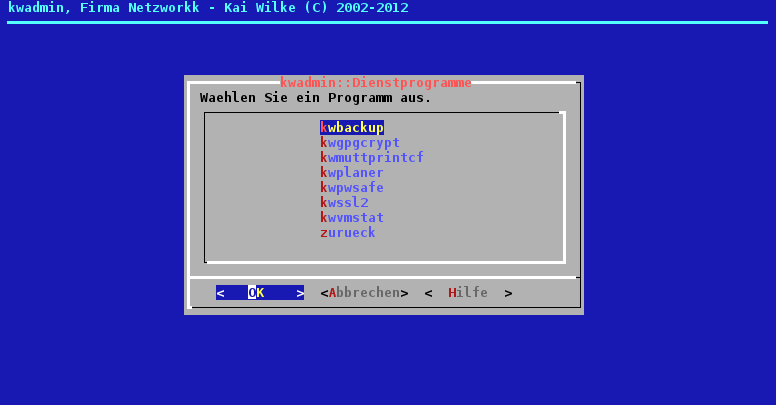 kwadmin, Firma Netzworkk - Kai Wilke (C) 2002-2012
kwadmin::Dienstprogramme
Waehlen Sie ein Programm aus.
kwbackup
kwgpgcrypt
kwmuttprintcf
kwplaner
kwpwsafe
kwssl2
kwvmstat
zurueck
<   OK    >  <Abbrechen>  <  Hilfe  >